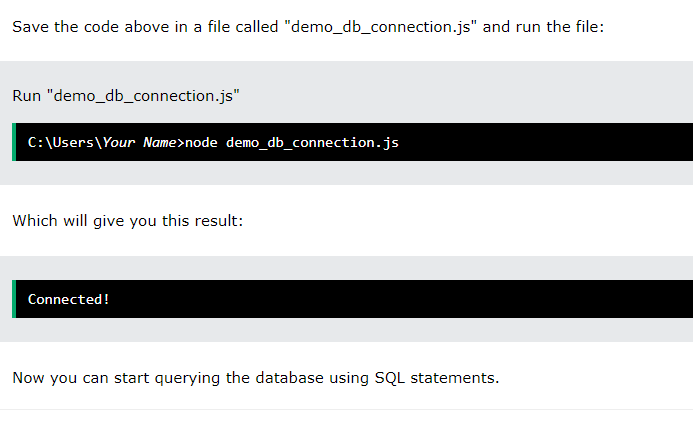 Save the code above in a file called "demo_db_connection.js" and run the file:
Run "demo_db_connection.js"
C:\Users\Your Name>node demo_db_connection.js
Which will give you this result:
Connected!
Now you can start querying the database using SQL statements.